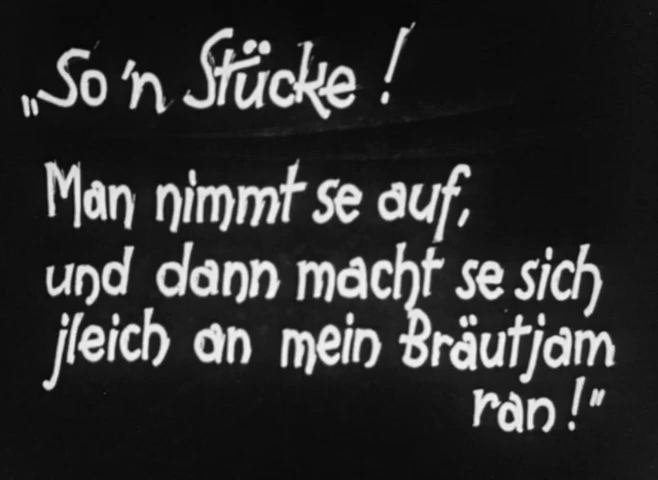 „So'n Stücke!
Man nimmt se auf,
und dann macht se sich
jleich an mein Bräutjam
ran!"